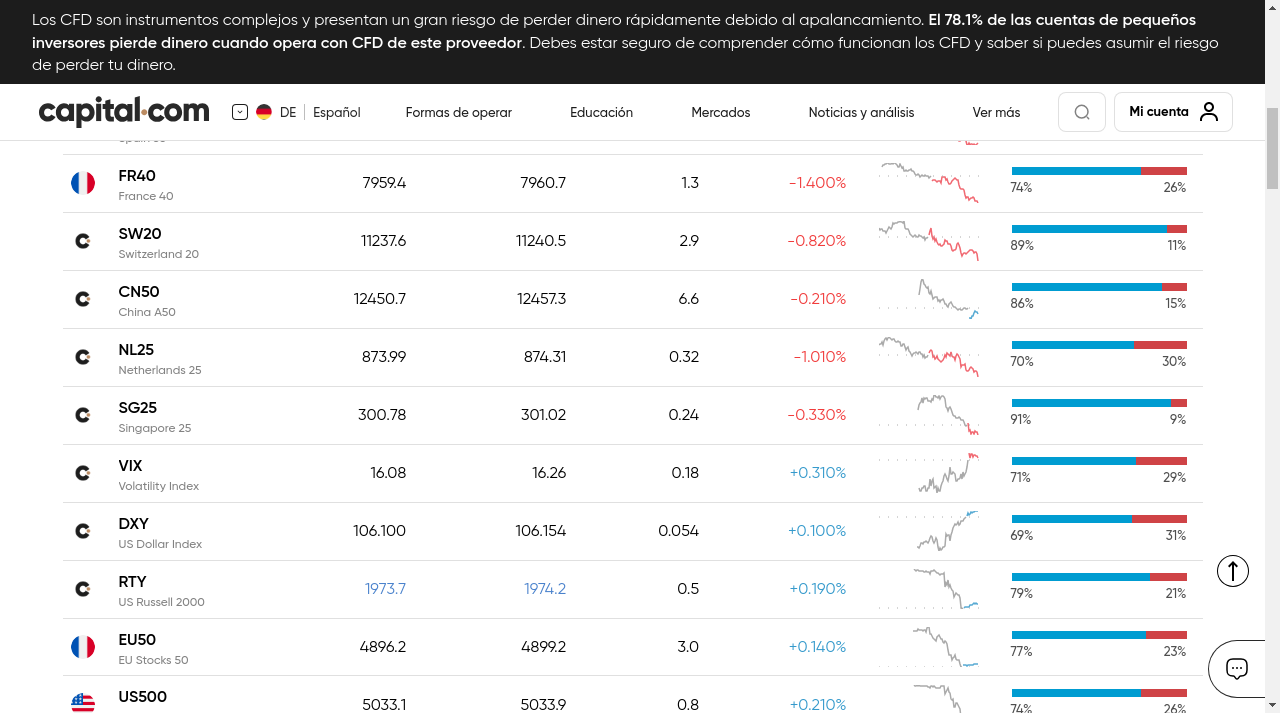 Los CFD son instrumentos complejos y presentan un gran riesgo de perder dinero rápidamente debido al apalancamiento. El 78.1% de las cuentas de pequeños
inversores pierde dinero cuando opera con CFD de este proveedor. Debes estar seguro de comprender cómo funcionan los CFD y saber si puedes asumir el riesgo
de perder tu dinero.
capital.com DE Español Formas de operar Educación Mercados Noticias y análisis Ver más Mi cuenta
FR40 7959.4 7960.7 1.3 -1.400%
France 40 74% 26%
SW20 11237.6 11240.5 2.9 -0.820%
Switzerland 20 89% 11%
CN50 12450.7 12457.3 6.6 -0.210%
China A50 86% 15%
NL25 873.99 874.31 0.32 -1.010%
Netherlands 25 70% 30%
SG25 300.78 301.02 0.24 -0.330%
Singapore 25 91% 9%
VIX 16.08 16.26 0.18 +0.310%
Volatility Index 71% 29%
DXY 106.100 106.154 0.054 +0.100%
US Dollar Index 69% 31%
RTY 1973.7 1974.2 0.5 +0.190%
US Russell 2000 79% 21%
EU50 4896.2 4899.2 3.0 +0.140%
EU Stocks 50 77% 23%
US500 5033.1 5033.9 0.8 +0.210%
74% 26%